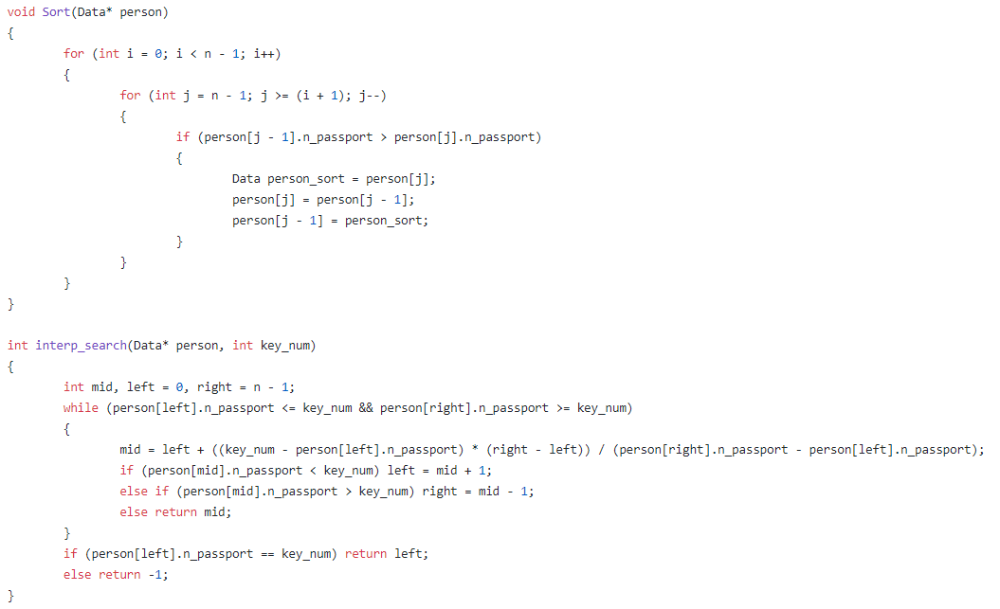 void Sort(Data* person)
{
for (int i = 0; i < n - 1; i++)
{
for (int j = n - 1; j >= (i + 1); j--)
{
if (person[j - 1].n_passport > person[j].n_passport)
{
Data person_sort = person[j];
person[j] = person[j - 1];
person[j - 1] = person_sort;
}
}
}
}
int interp_search(Data* person, int key_num)
{
int mid, left = 0, right = n - 1;
while (person[left].n_passport <= key_num && person[right].n_passport >= key_num)
{
mid = left + ((key_num - person[left].n_passport) * (right - left)) / (person[right].n_passport - person[left].n_passport);
if (person[mid].n_passport < key_num) left = mid + 1;
else if (person[mid].n_passport > key_num) right = mid - 1;
else return mid;
}
if (person[left].n_passport == key_num) return left;
else return -1;
}